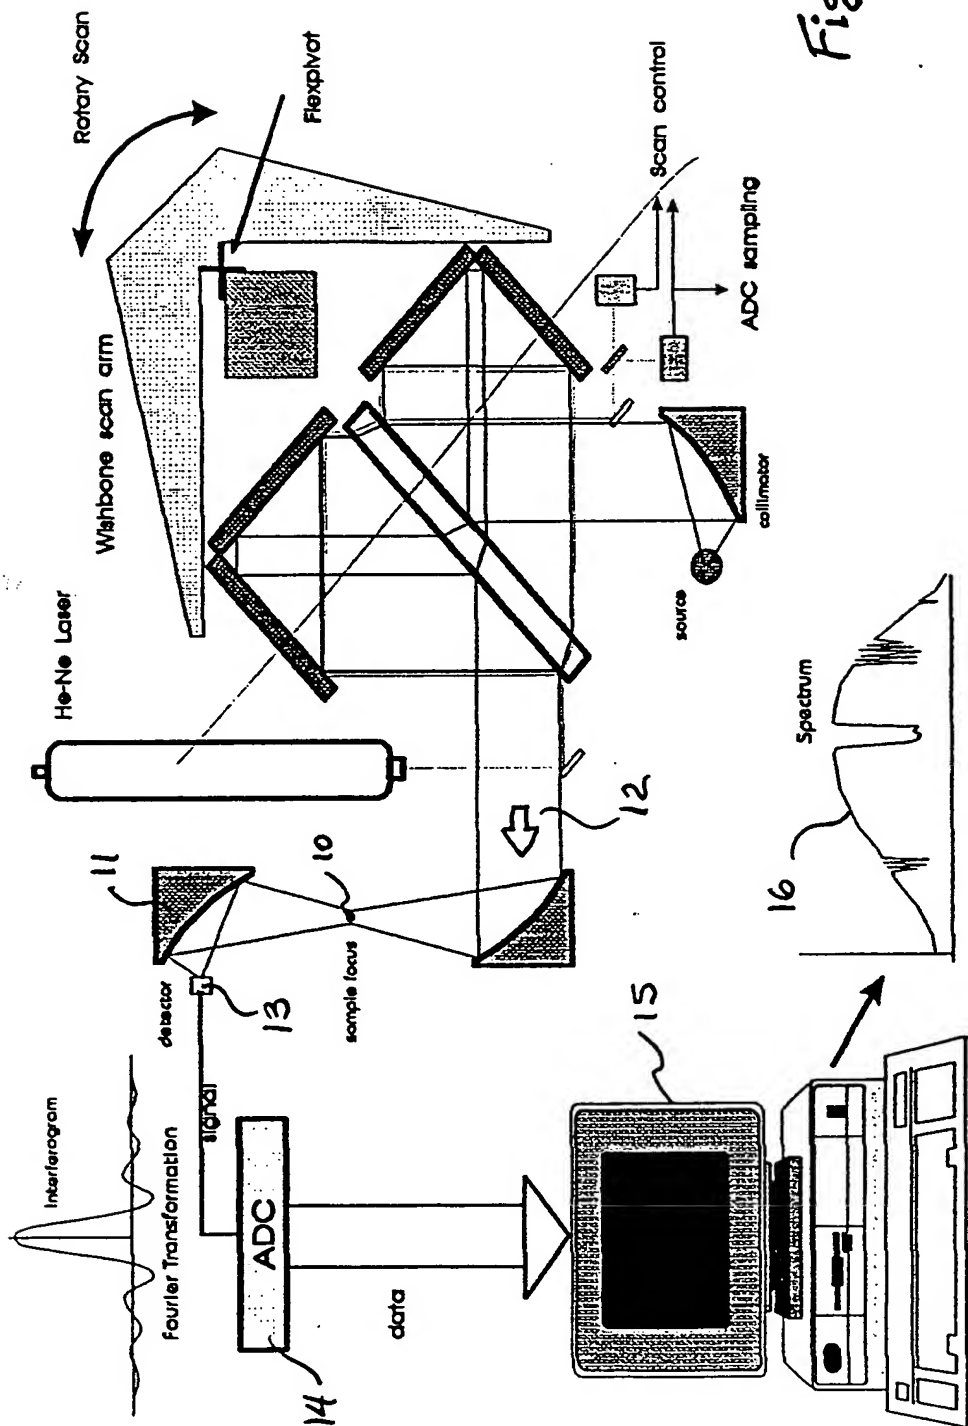 Interferogram
Fourier Transformation
signal
ADC
14
data
detector
13
11
10
sample focus
15
He-Ne Laser
12
Wishbone scan arm
Rotary Scan
Flexpivot
Scan control
ADC sampling
collimator
source
Spectrum
16